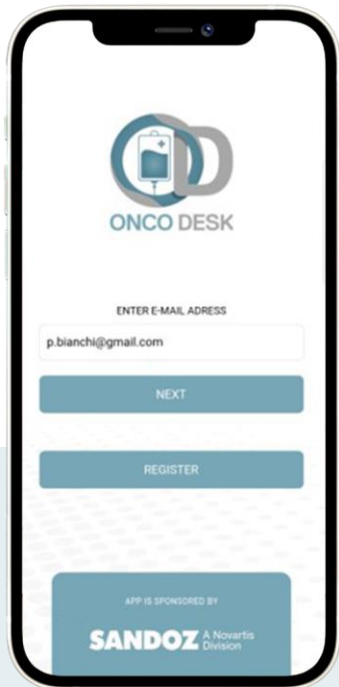 ONCO DESK
ENTER E-MAIL ADRESS
p.bianchi@gmail.com
NEXT
REGISTER
APP IS SPONSORED BY
SANDOZ A Novartis
Division